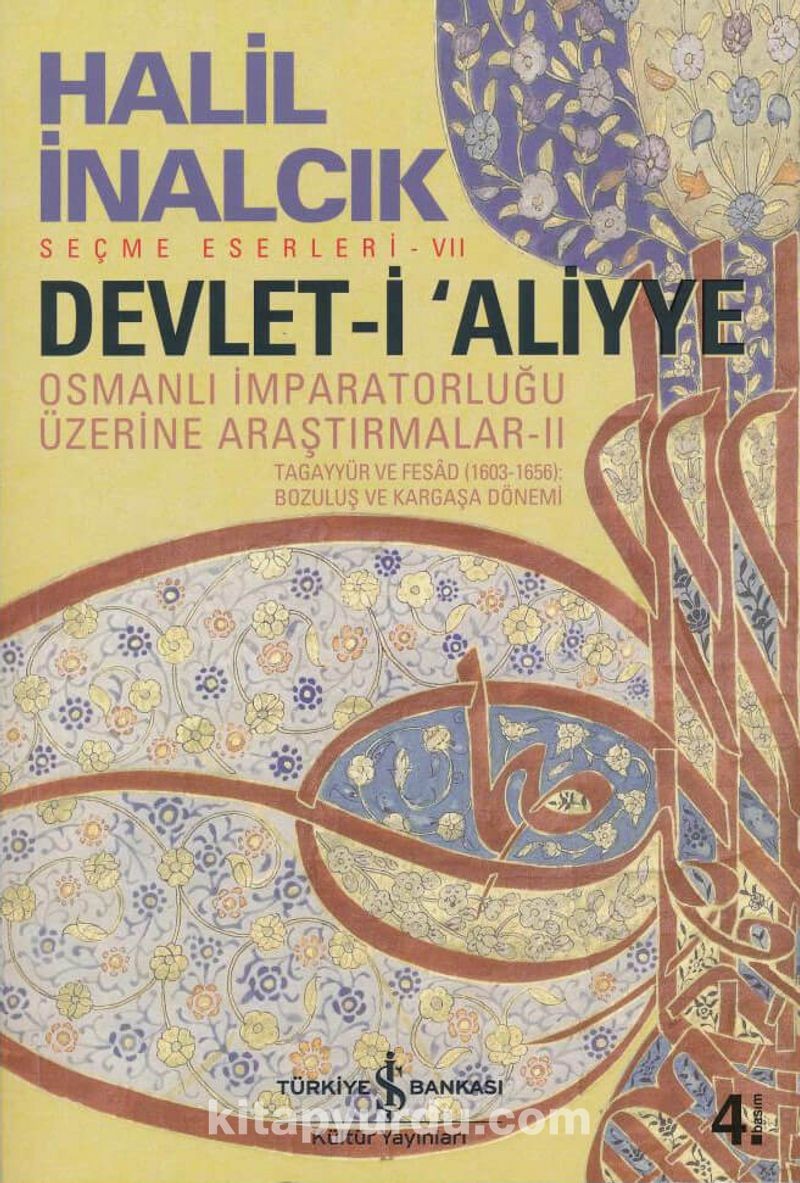 HALİL
İNALCIK
SEÇME ESERLERİ - VII
DEVLET-İ ‘ALİYYE
OSMANLI İMPARATORLUĞU
ÜZERİNE ARAŞTIRMALAR-II
TAGAYYÜR VE FESÂD (1603-1656):
BOZULUŞ VE KARGAŞA DÖNEMİ
TÜRKİYE İŞ BANKASI
kitapyurdu.com
Kültür Yayınları
4. basım